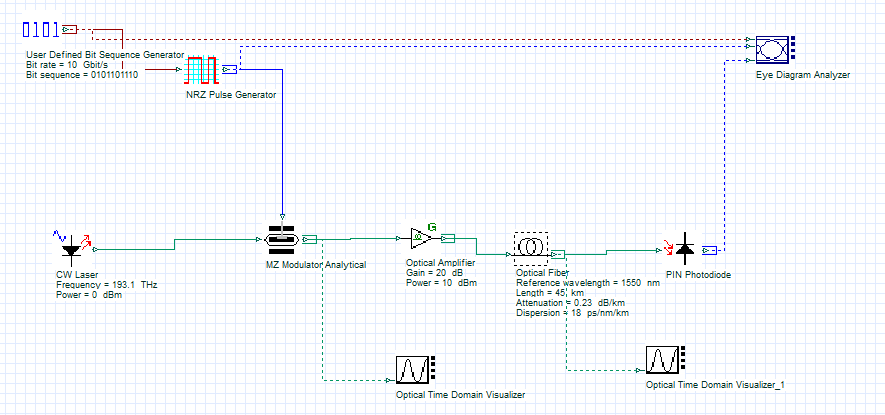 0101
User Defined Bit Sequence Generator
Bit rate = 10 Gbit/s
Bit sequence = 0101101110
NRZ Pulse Generator
Eye Diagram Analyzer
CW Laser
Frequency = 193.1 THz
Power = 0 dBm
MZ Modulator Analytical
G
Optical Amplifier
Gain = 20 dB
Power = 10 dBm
Optical Fiber
Reference wavelength = 1550 nm
Length = 45 km
Attenuation = 0.23 dB/km
Dispersion = 18 ps/nm/km
PIN Photodiode
Optical Time Domain Visualizer
Optical Time Domain Visualizer_1